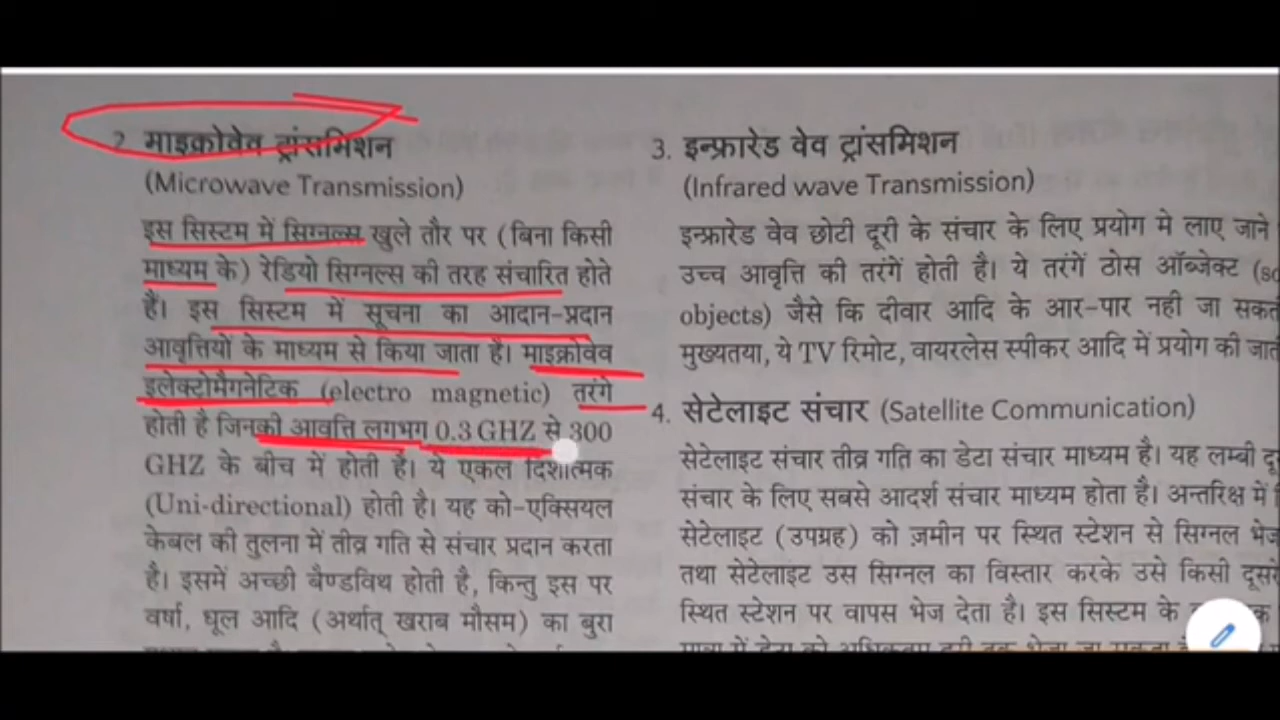 2. माइक्रोवेव ट्रांसमिशन
(Microwave Transmission)
इस सिस्टम में सिग्नल्स खुले तौर पर (बिना किसी
माध्यम के) रेडियो सिग्नल्स की तरह संचारित होते
हैं। इस सिस्टम में सूचना का आदान-प्रदान
आवृत्तियों के माध्यम से किया जाता है। माइक्रोवेव
इलेक्ट्रोमैगनेटिक (electro magnetic) तरंगे
होती है जिनकी आवृत्ति लगभग 0.3 GHZ से 300
GHZ के बीच में होती है। ये एकल दिशात्मक
(Uni-directional) होती है। यह को-एक्सियल
केबल की तुलना में तीव्र गति से संचार प्रदान करता
है। इसमें अच्छी बैण्डविथ होती है, किन्तु इस पर
वर्षा, धूल आदि (अर्थात् खराब मौसम) का बुरा
3. इन्फ्रारेड वेव ट्रांसमिशन
(Infrared wave Transmission)
इन्फ्रारेड वेव छोटी दूरी के संचार के लिए प्रयोग मे लाए जाने
उच्च आवृत्ति की तरंगें होती है। ये तरंगें ठोस ऑब्जेक्ट
objects) जैसे कि दीवार आदि के आर-पार नही जा
मुख्यतया, ये TV रिमोट, वायरलेस स्पीकर आदि में प्रयोग की
4. सेटेलाइट संचार (Satellite Communication)
सेटेलाइट संचार तीव्र गति का डेटा संचार माध्यम है। यह लम्बी
संचार के लिए सबसे आदर्श संचार माध्यम होता है। अन्तरिक्ष में
सेटेलाइट (उपग्रह) को ज़मीन पर स्थित स्टेशन से सिग्नल
तथा सेटेलाइट उस सिग्नल का विस्तार करके उसे किसी
स्थित स्टेशन पर वापस भेज देता है। इस सिस्टम के